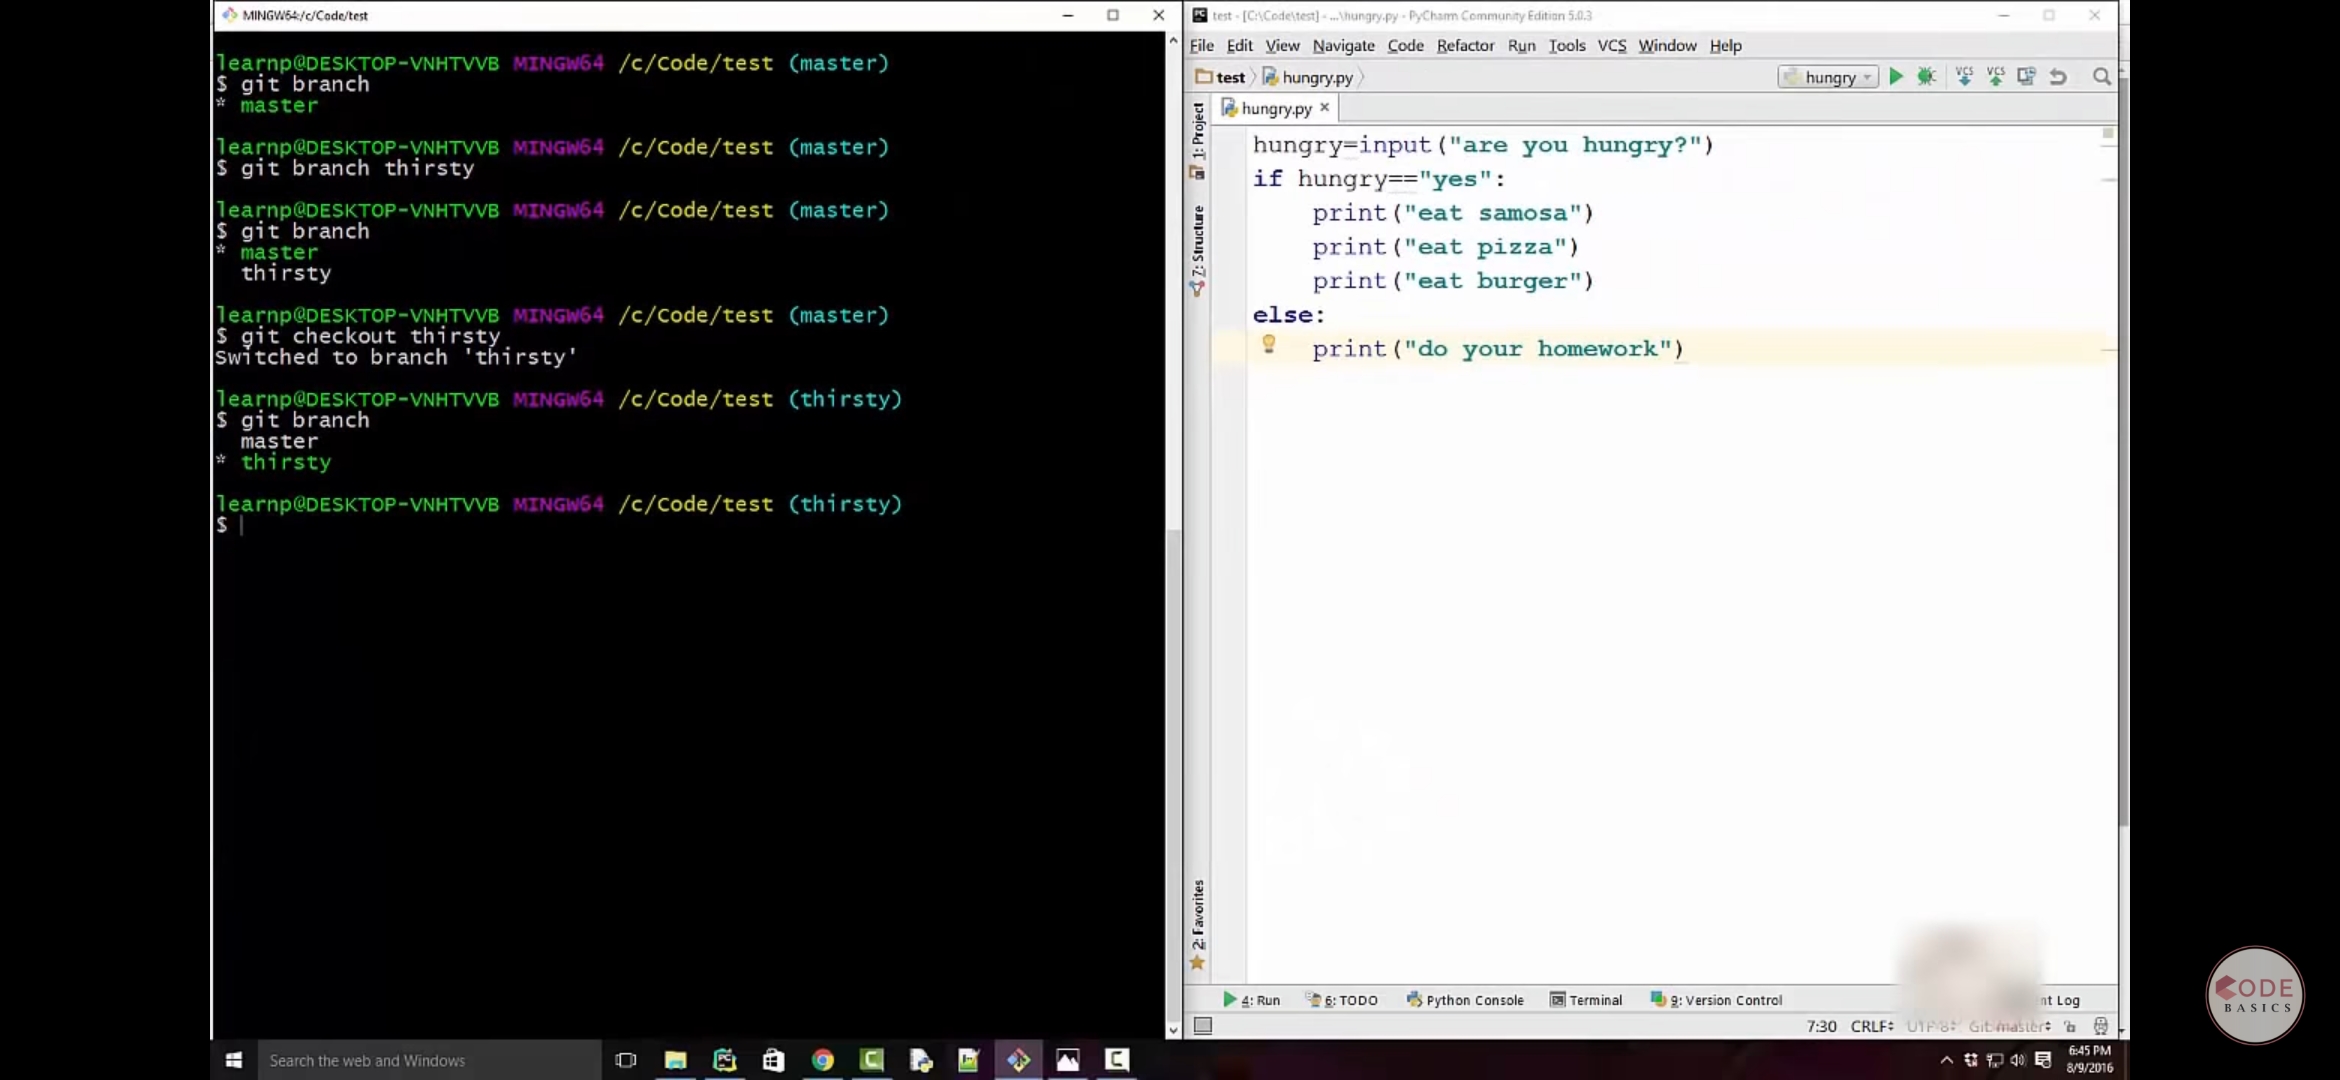 MINGW64:/c/Code/test
learnp@DESKTOP-VNHTVVB MINGW64 /c/Code/test (master)
$ git branch
* master
learnp@DESKTOP-VNHTVVB MINGW64 /c/Code/test (master)
$ git branch thirsty
learnp@DESKTOP-VNHTVVB MINGW64 /c/Code/test (master)
$ git branch
* master
thirsty
learnp@DESKTOP-VNHTVVB MINGW64 /c/Code/test (master)
$ git checkout thirsty
Switched to branch 'thirsty'
learnp@DESKTOP-VNHTVVB MINGW64 /c/Code/test (thirsty)
$ git branch
master
* thirsty
learnp@DESKTOP-VNHTVVB MINGW64 /c/Code/test (thirsty)
$
test - [C:\Code\test] - ...\hungry.py - PyCharm Community Edition 5.0.3
File Edit View Navigate Code Refactor Run Tools VCS Window Help
test hungry.py hungry VCS VCS
hungry.py
1: Project
7: Structure
2: Favorites
hungry=input("are you hungry?")
if hungry=="yes":
print("eat samosa")
print("eat pizza")
print("eat burger")
else:
print("do your homework")
4: Run 6: TODO Python Console Terminal 9: Version Control nt Log
7:30 CRLF UTF-8 Git: master
CODE
BASICS
Search the web and Windows
6:45 PM
8/9/2016